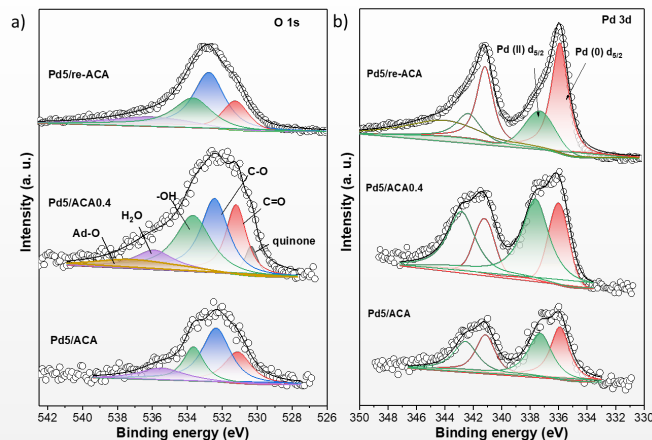 a)
O 1s
Pd5/re-ACA
Pd5/ACA0.4
-OH
C-O
H2O
C=O
Ad-O
quinone
Pd5/ACA
Intensity (a. u.)
542 540 538 536 534 532 530 528 526
Binding energy (eV)
b)
Pd 3d
Pd (II) d5/2
Pd (0) d5/2
Pd5/re-ACA
Pd5/ACA0.4
Pd5/ACA
Intensity (a. u.)
350 348 346 344 342 340 338 336 334 332 330
Binding energy (eV)